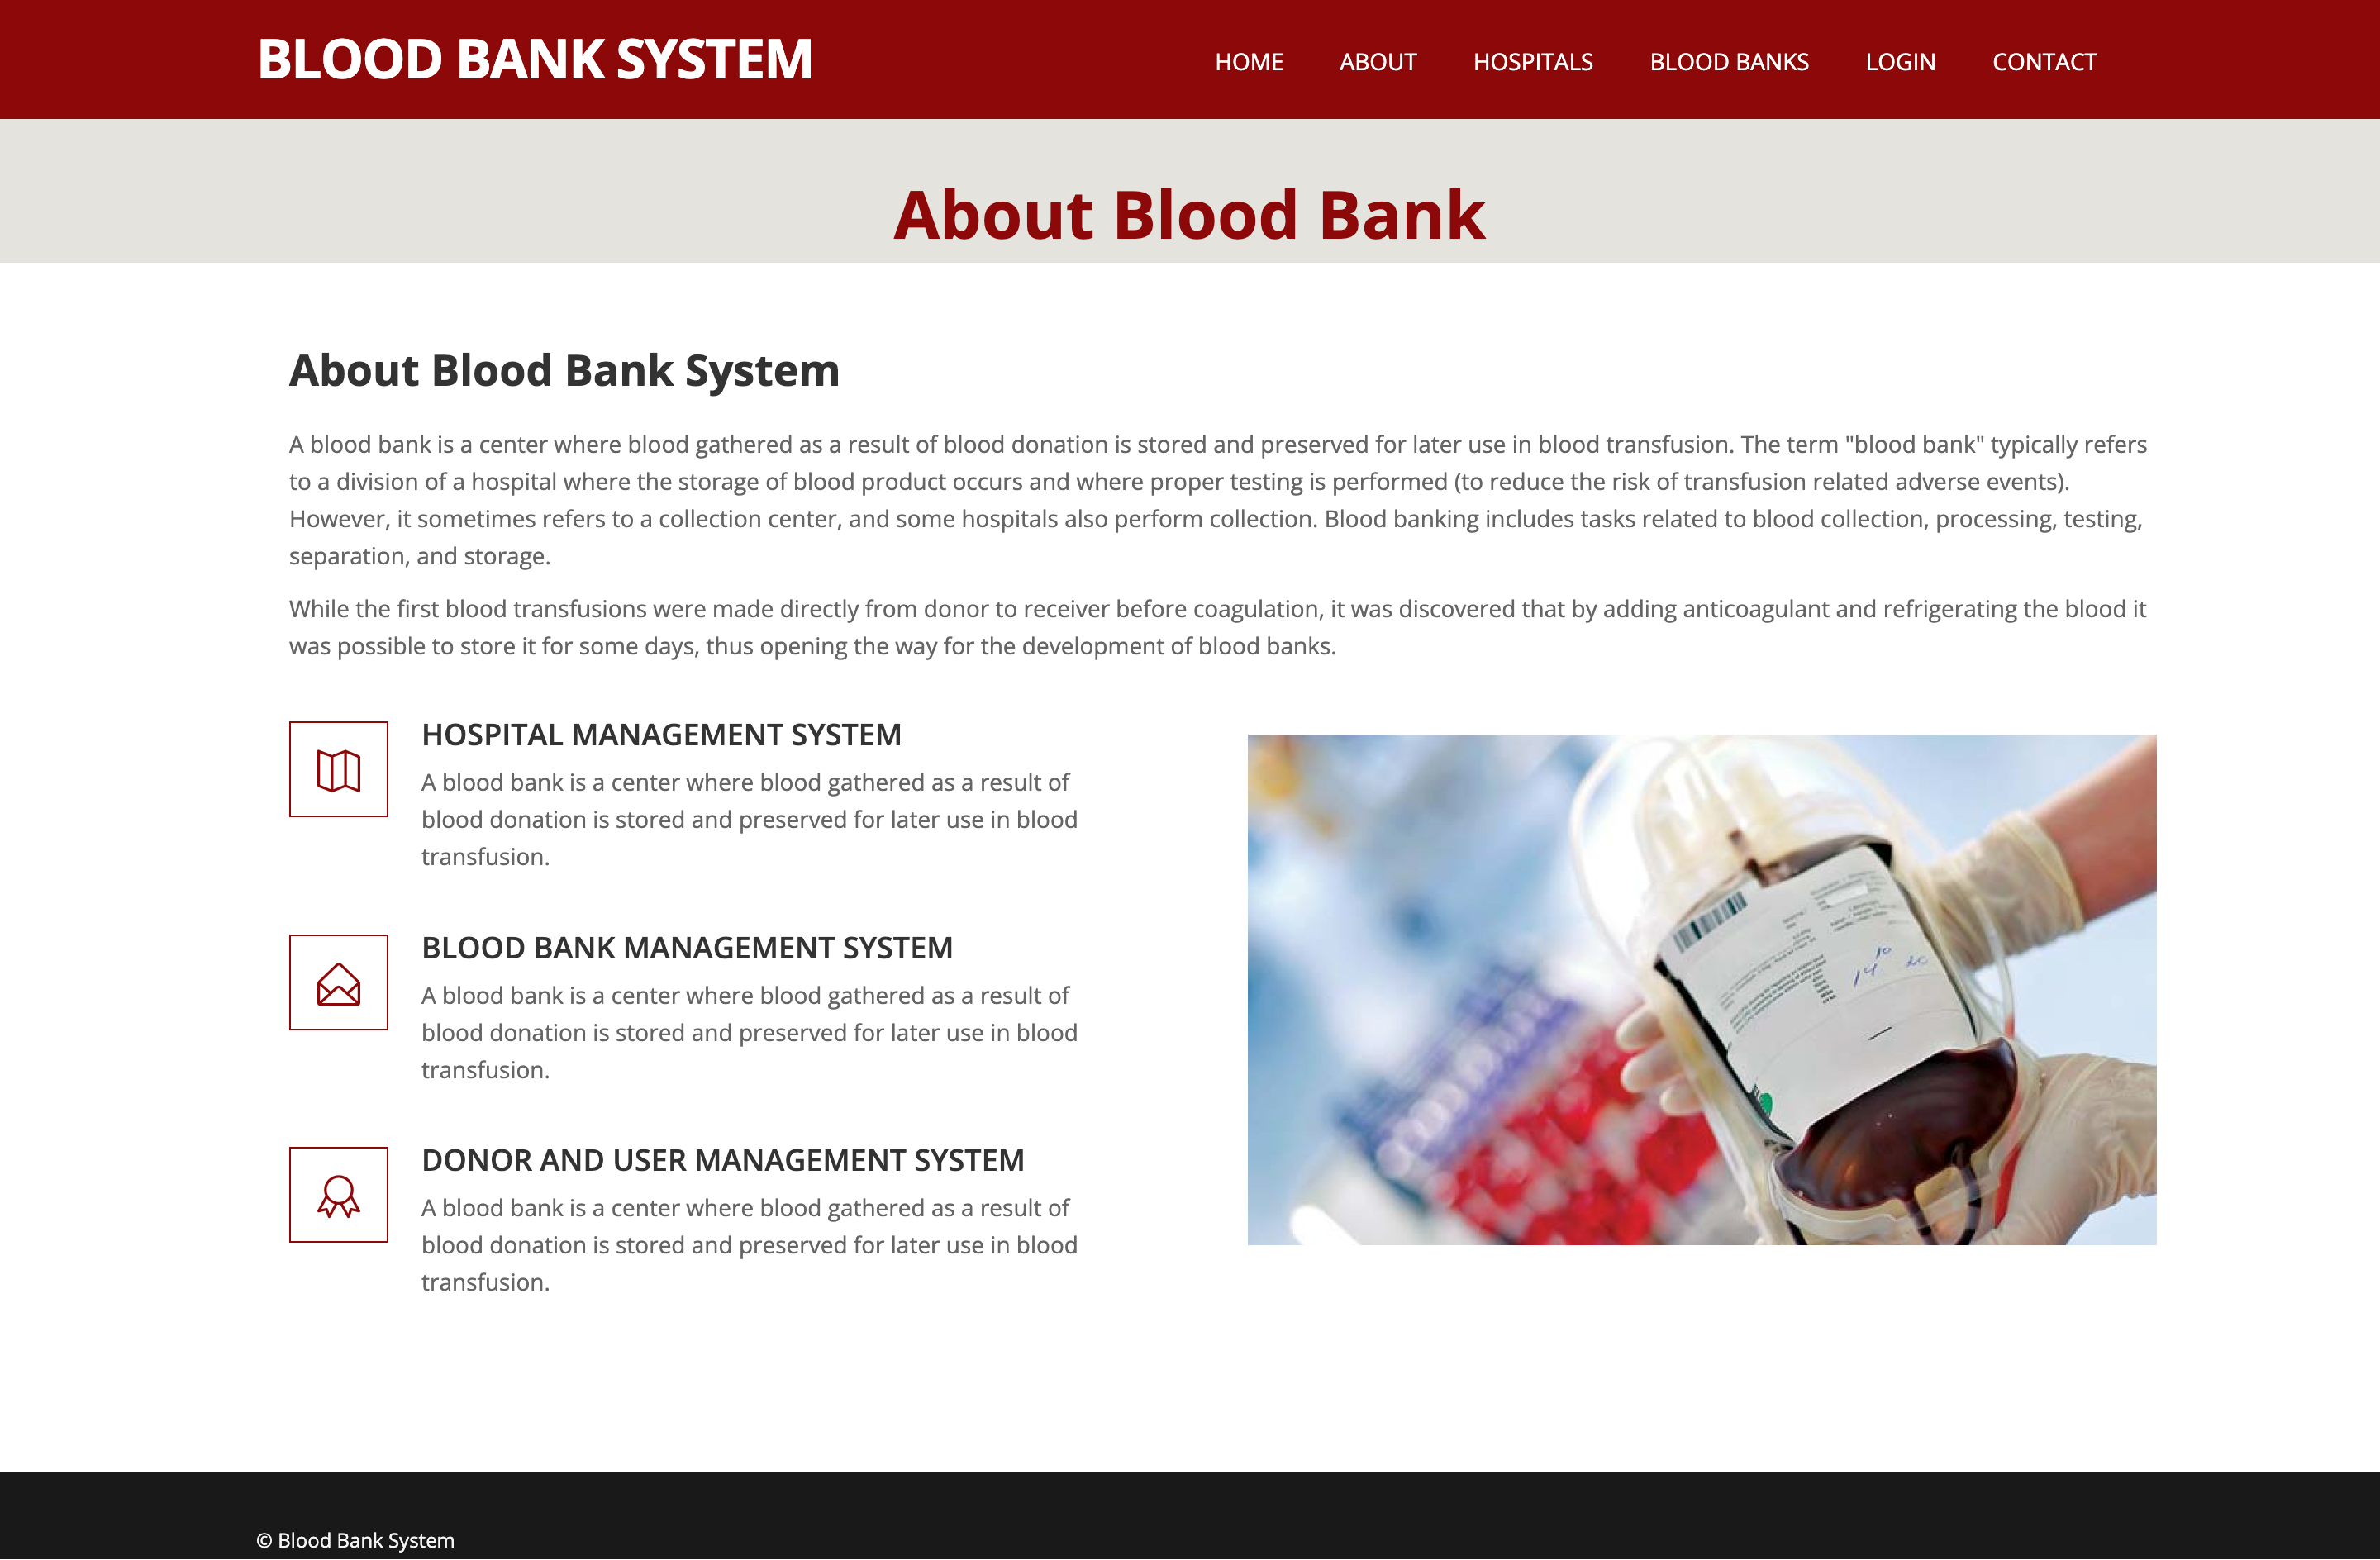 BLOOD BANK SYSTEM
HOME ABOUT HOSPITALS BLOOD BANKS LOGIN CONTACT
About Blood Bank
About Blood Bank System
A blood bank is a center where blood gathered as a result of blood donation is stored and preserved for later use in blood transfusion. The term "blood bank" typically refers
to a division of a hospital where the storage of blood product occurs and where proper testing is performed (to reduce the risk of transfusion related adverse events).
However, it sometimes refers to a collection center, and some hospitals also perform collection. Blood banking includes tasks related to blood collection, processing, testing,
separation, and storage.
While the first blood transfusions were made directly from donor to receiver before coagulation, it was discovered that by adding anticoagulant and refrigerating the blood it
was possible to store it for some days, thus opening the way for the development of blood banks.
HOSPITAL MANAGEMENT SYSTEM
A blood bank is a center where blood gathered as a result of
blood donation is stored and preserved for later use in blood
transfusion.
BLOOD BANK MANAGEMENT SYSTEM
A blood bank is a center where blood gathered as a result of
blood donation is stored and preserved for later use in blood
transfusion.
DONOR AND USER MANAGEMENT SYSTEM
A blood bank is a center where blood gathered as a result of
blood donation is stored and preserved for later use in blood
transfusion.
© Blood Bank System